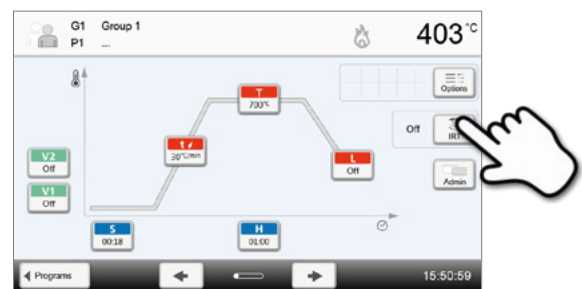 G1 Group 1
P1 ...
403 °C
T
700°C
Options
t
30°C/min
Off
IRT
V2
Off
L
Off
Admin
V1
Off
S
00:18
H
01:00
Programs
15:50:59